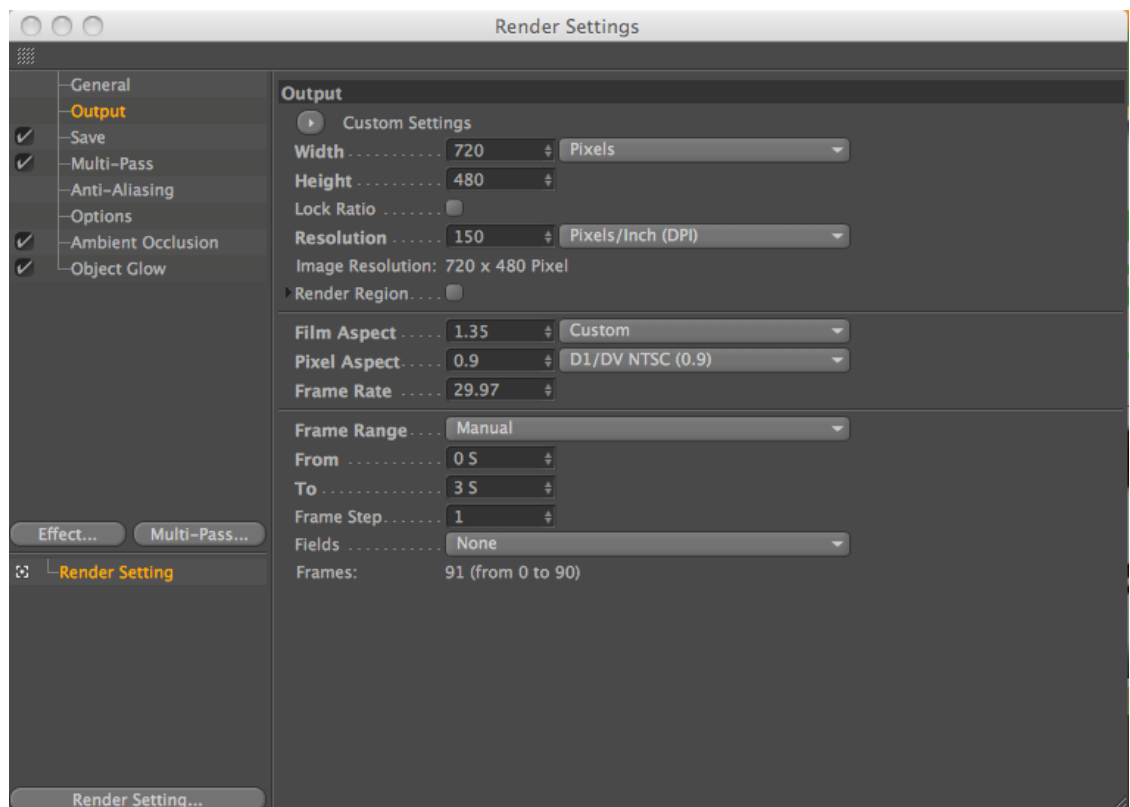 Render Settings
General
Output
Save
Multi-Pass
Anti-Aliasing
Options
Ambient Occlusion
Object Glow
Effect... Multi-Pass...
Render Setting
Render Setting...
Output
Custom Settings
Width . . . . . . . . . . . 720 Pixels
Height . . . . . . . . . . 480
Lock Ratio . . . . . . .
Resolution . . . . . . 150 Pixels/Inch (DPI)
Image Resolution: 720 x 480 Pixel
Render Region. . . .
Film Aspect . . . . . 1.35 Custom
Pixel Aspect. . . . . 0.9 D1/DV NTSC (0.9)
Frame Rate . . . . . 29.97
Frame Range. . . . Manual
From . . . . . . . . . . . 0 S
To . . . . . . . . . . . . . . 3 S
Frame Step. . . . . . . 1
Fields . . . . . . . . . . . None
Frames: 91 (from 0 to 90)